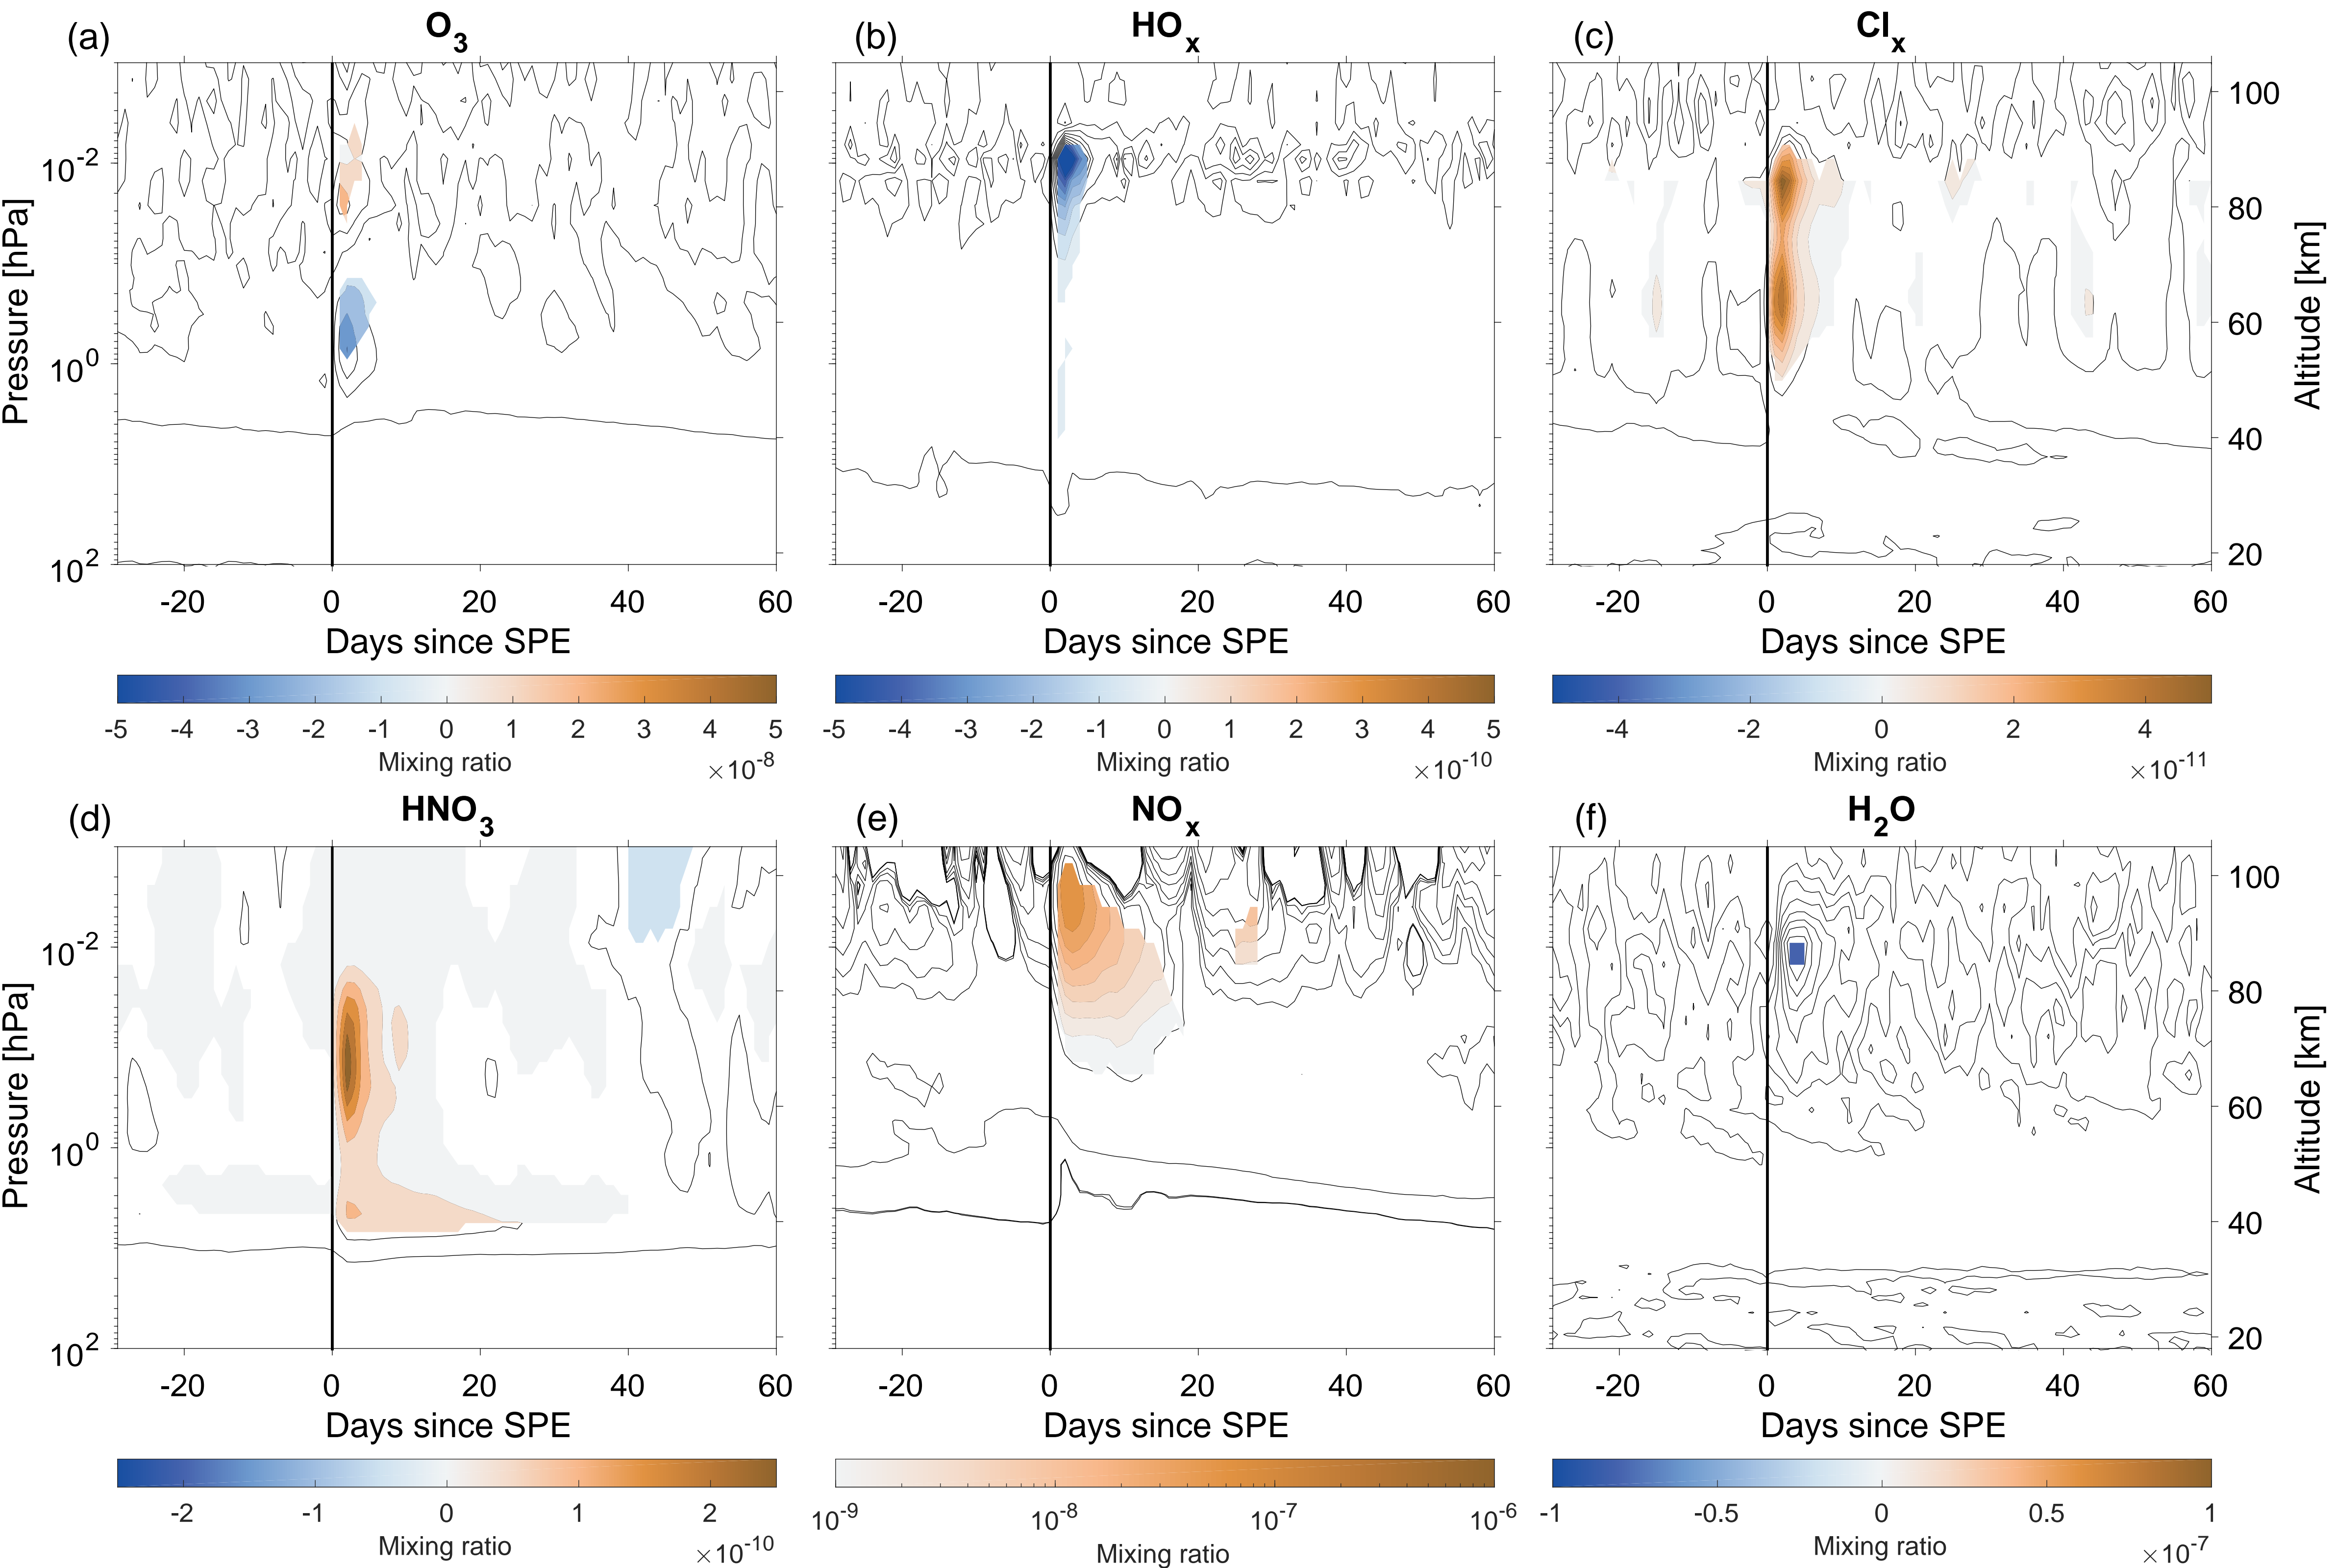 (a) O3 (b) HOx (c) Clx
Pressure [hPa] 10-2 100 102
100 80 60 40 20 Altitude [km]
-20 0 20 40 60 -20 0 20 40 60 -20 0 20 40 60
Days since SPE Days since SPE Days since SPE
-5 -4 -3 -2 -1 0 1 2 3 4 5 -5 -4 -3 -2 -1 0 1 2 3 4 5 -4 -2 0 2 4
Mixing ratio ×10-8 Mixing ratio ×10-10 Mixing ratio ×10-11
(d) HNO3 (e) NOx (f) H2O
Pressure [hPa] 10-2 100 102
100 80 60 40 20 Altitude [km]
-20 0 20 40 60 -20 0 20 40 60 -20 0 20 40 60
Days since SPE Days since SPE Days since SPE
-2 -1 0 1 2 10-9 10-8 10-7 10-6 -1 -0.5 0 0.5 1
Mixing ratio ×10-10 Mixing ratio Mixing ratio ×10-7